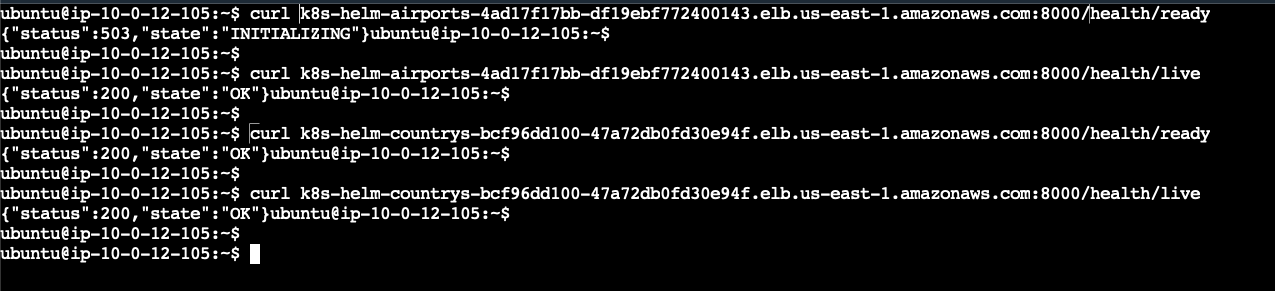 ubuntu@ip-10-0-12-105:~$ curl k8s-helm-airports-4ad17f17bb-df19ebf772400143.elb.us-east-1.amazonaws.com:8000/health/ready
{"status":503,"state":"INITIALIZING"}ubuntu@ip-10-0-12-105:~$
ubuntu@ip-10-0-12-105:~$
ubuntu@ip-10-0-12-105:~$ curl k8s-helm-airports-4ad17f17bb-df19ebf772400143.elb.us-east-1.amazonaws.com:8000/health/live
{"status":200,"state":"OK"}ubuntu@ip-10-0-12-105:~$
ubuntu@ip-10-0-12-105:~$
ubuntu@ip-10-0-12-105:~$ curl k8s-helm-countrys-bcf96dd100-47a72db0fd30e94f.elb.us-east-1.amazonaws.com:8000/health/ready
{"status":200,"state":"OK"}ubuntu@ip-10-0-12-105:~$
ubuntu@ip-10-0-12-105:~$
ubuntu@ip-10-0-12-105:~$ curl k8s-helm-countrys-bcf96dd100-47a72db0fd30e94f.elb.us-east-1.amazonaws.com:8000/health/live
{"status":200,"state":"OK"}ubuntu@ip-10-0-12-105:~$
ubuntu@ip-10-0-12-105:~$
ubuntu@ip-10-0-12-105:~$